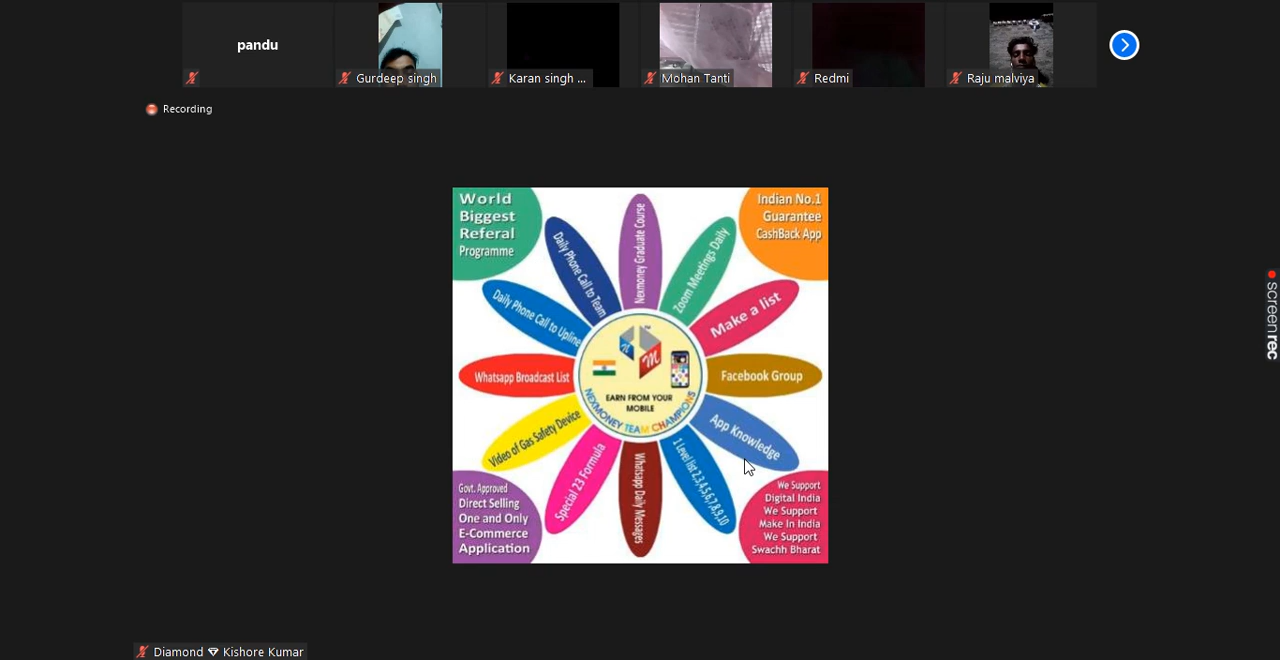 pandu
Gurdeep singh
Karan singh ...
Mohan Tanti
Redmi
Raju malviya
Recording
World
Biggest
Referal
Programme
Indian No.1
Guarantee
CashBack App
Nexmoney Graduate Course
Zoom Meetings Daily
Make a list
Facebook Group
App Knowledge
1 Level list 2,3,4,5,6,7,8,9,10
Whatsapp Daily Messages
Special 23 Formula
Video of Gas Safety Device
Whatsapp Broadcast List
Daily Phone Call to Upline
Daily Phone Call to Team
n
m
TM
EARN FROM YOUR
MOBILE
NEXMONEY TEAM CHAMPIONS
Govt. Approved
Direct Selling
One and Only
E-Commerce
Application
We Support
Digital India
We Support
Make In India
We Support
Swachh Bharat
screenrec
Diamond 💎 Kishore Kumar